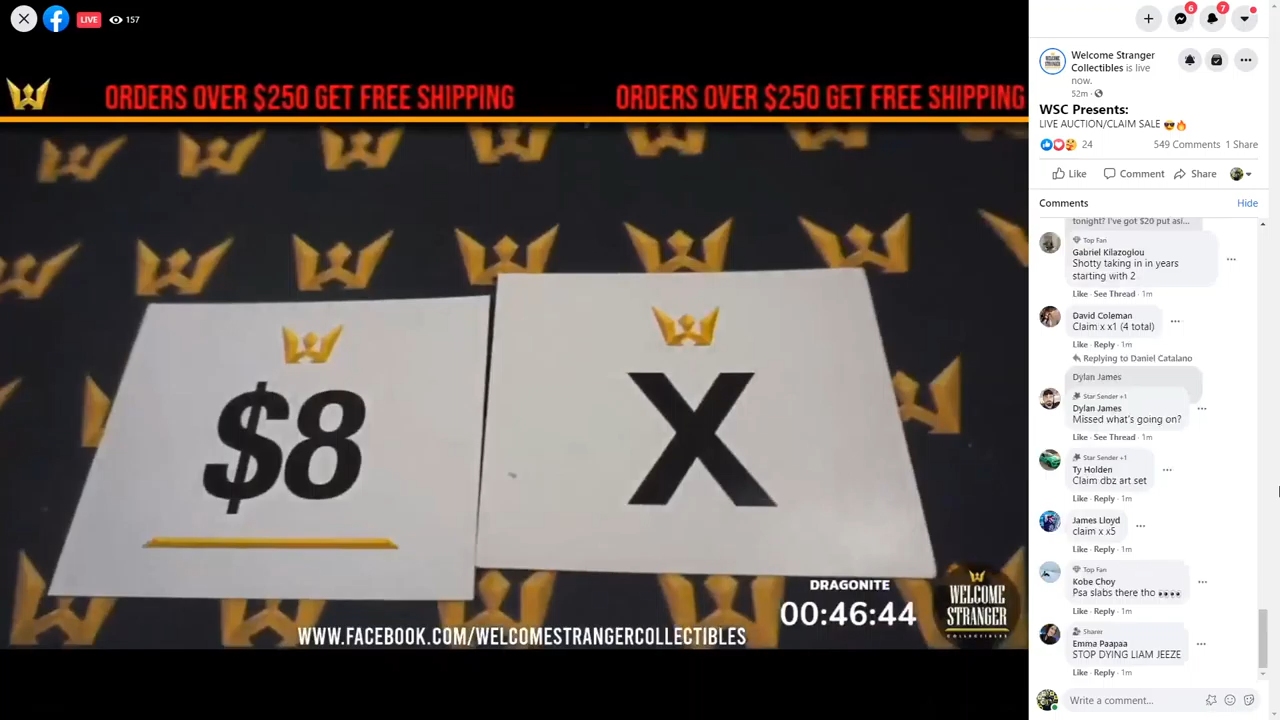 LIVE
157
ORDERS OVER $250 GET FREE SHIPPING
ORDERS OVER $250 GET FREE SHIPPING
$8
X
DRAGONITE
00:46:44
WELCOME
STRANGER
COLLECTIBLES
WWW.FACEBOOK.COM/WELCOMESTRANGERCOLLECTIBLES
6
7
Welcome Stranger
Collectibles is live
now.
52m
WSC Presents:
LIVE AUCTION/CLAIM SALE 😎🔥
24
549 Comments 1 Share
Like Comment Share
Comments
Hide
tonight? I've got $20 put asi...
Top Fan
Gabriel Kilazoglou
Shotty taking in in years
starting with 2
Like · See Thread · 1m
David Coleman
Claim x x1 (4 total)
Like · Reply · 1m
Replying to Daniel Catalano
Dylan James
Star Sender +1
Dylan James
Missed what's going on?
Like · See Thread · 1m
Star Sender +1
Ty Holden
Claim dbz art set
Like · Reply · 1m
James Lloyd
claim x x5
Like · Reply · 1m
Top Fan
Kobe Choy
Psa slabs there tho 👀👀
Like · Reply · 1m
Sharer
Emma Paapaa
STOP DYING LIAM JEEZE
Like · Reply · 1m
Write a comment...